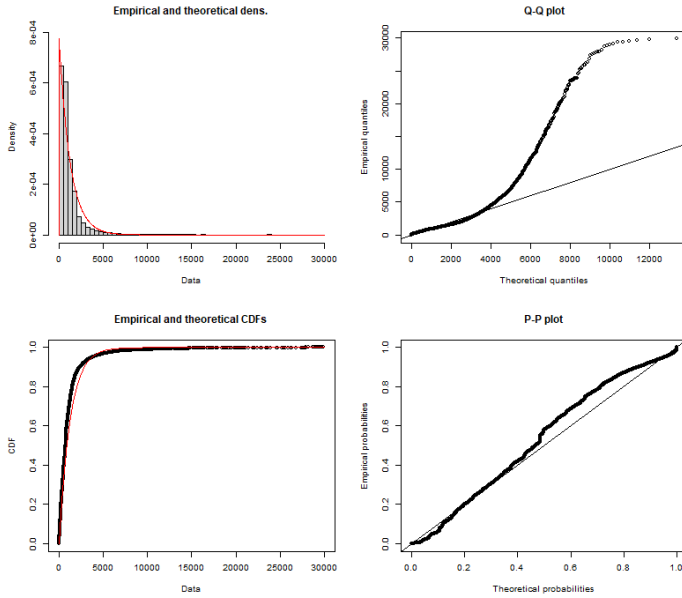 Empirical and theoretical dens.
Density
0e+00 2e-04 4e-04 6e-04 8e-04
0 5000 10000 15000 20000 25000 30000
Data
Q-Q plot
Empirical quantiles
0 5000 10000 20000 30000
0 2000 4000 6000 8000 10000 12000
Theoretical quantiles
Empirical and theoretical CDFs
CDF
0.0 0.2 0.4 0.6 0.8 1.0
0 5000 10000 15000 20000 25000 30000
Data
P-P plot
Empirical probabilities
0.0 0.2 0.4 0.6 0.8 1.0
0.0 0.2 0.4 0.6 0.8 1.0
Theoretical probabilities